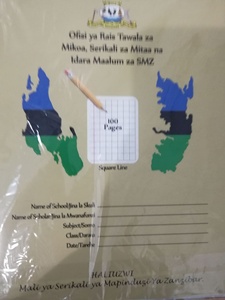 Ofisi ya Rais Tawala za
Mikoa, Serikali za Mitaa na
Idara Maalum za SMZ
100
Pages
Square Line
Name of School/Jina la Skuli
Name of Scholar/Jina la Mwanafunzi
Subject/Somo
Class/Darasa
Date/Tarehe
HALIUZWI
Mali ya Serikali ya Mapinduzi ya Zanzibar.